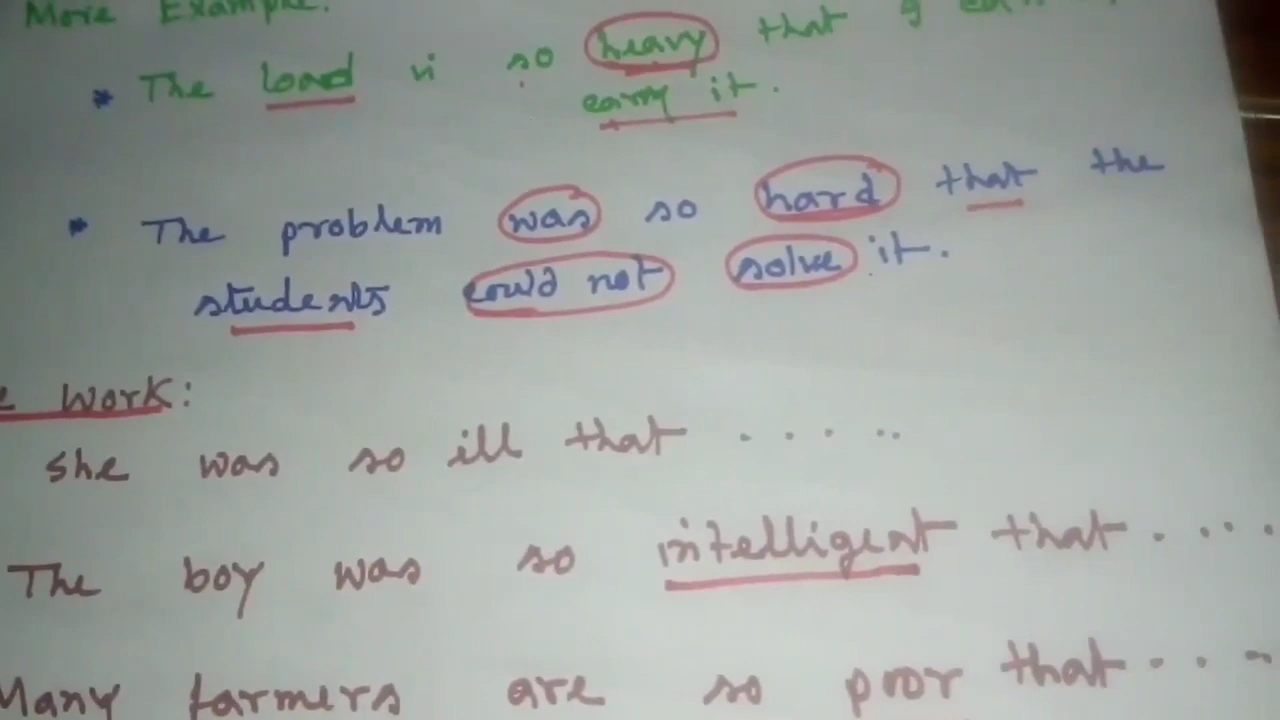 More Example:
* The load is so heavy that
carry it.
* The problem was so hard that the
students could not solve it.
Work:
She was so ill that . . . . ..
The boy was so intelligent that . . . .
Many farmers are so poor that . . . -